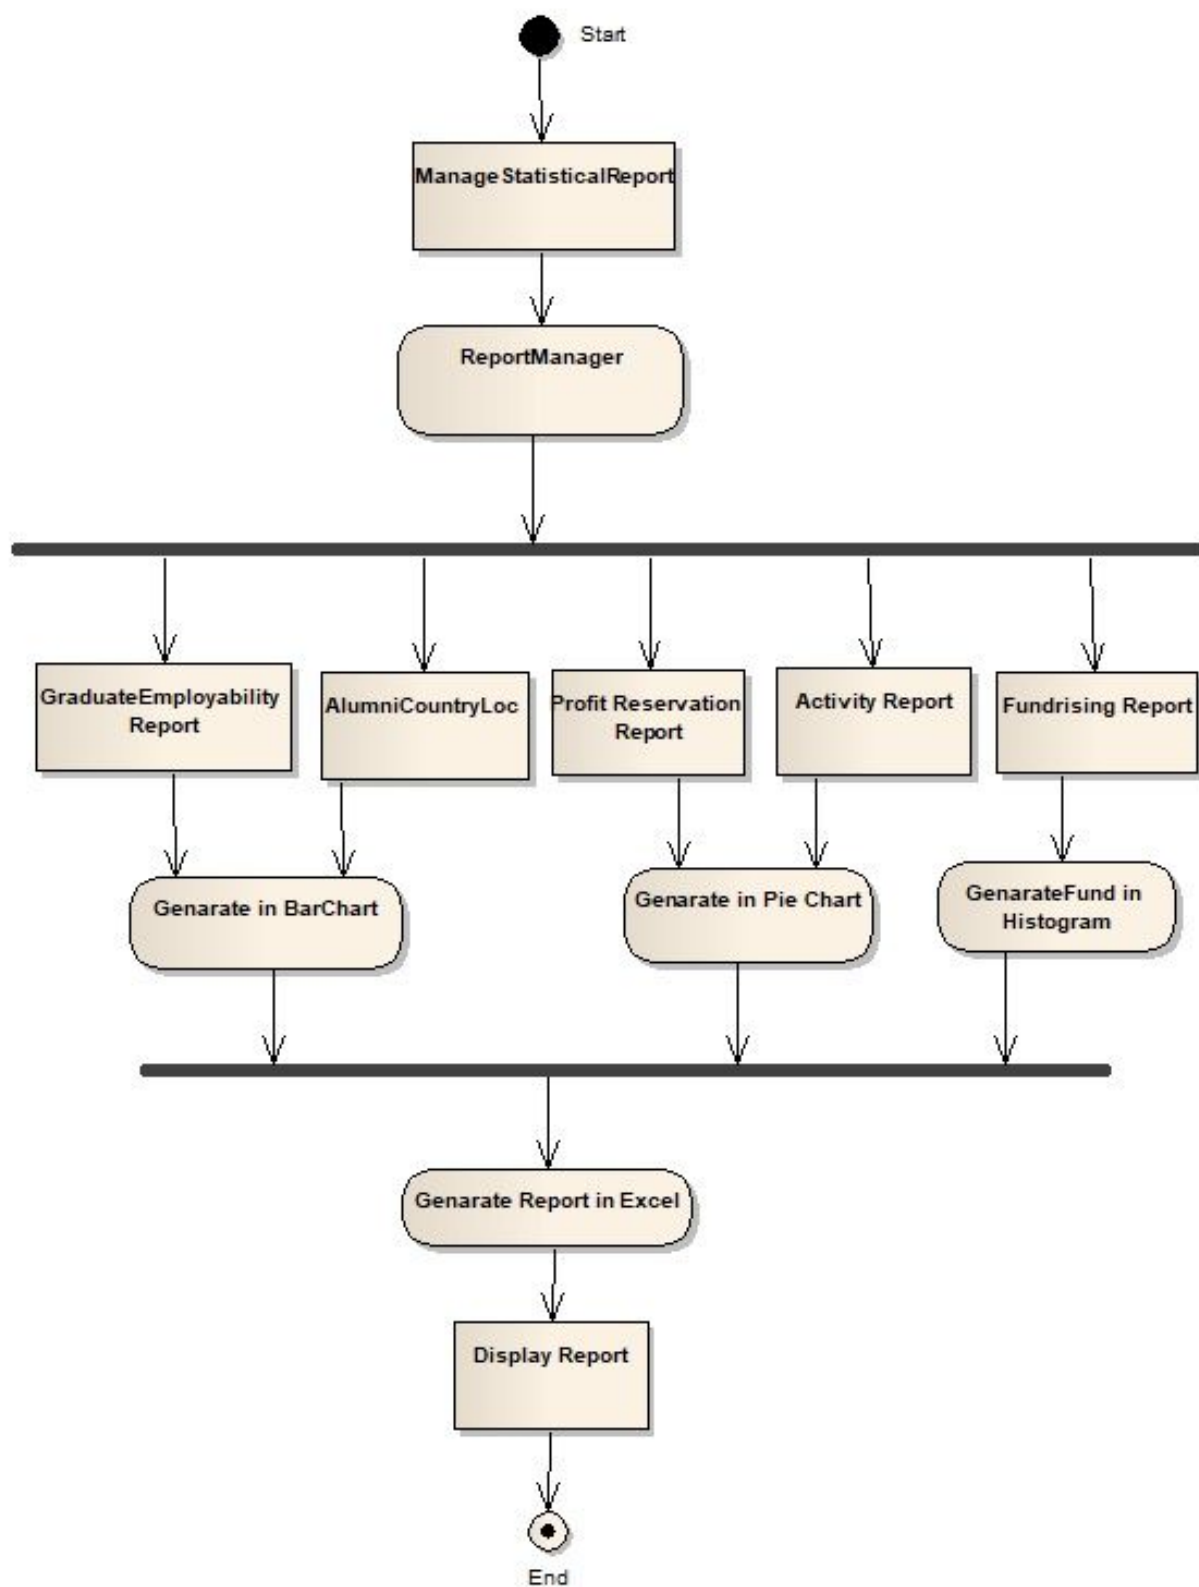 Start
ManageStatisticalReport
ReportManager
GraduateEmployability
Report
AlumniCountryLoc
Profit Reservation
Report
Activity Report
Fundrising Report
Genarate in BarChart
Genarate in Pie Chart
GenarateFund in
Histogram
Genarate Report in Excel
Display Report
End